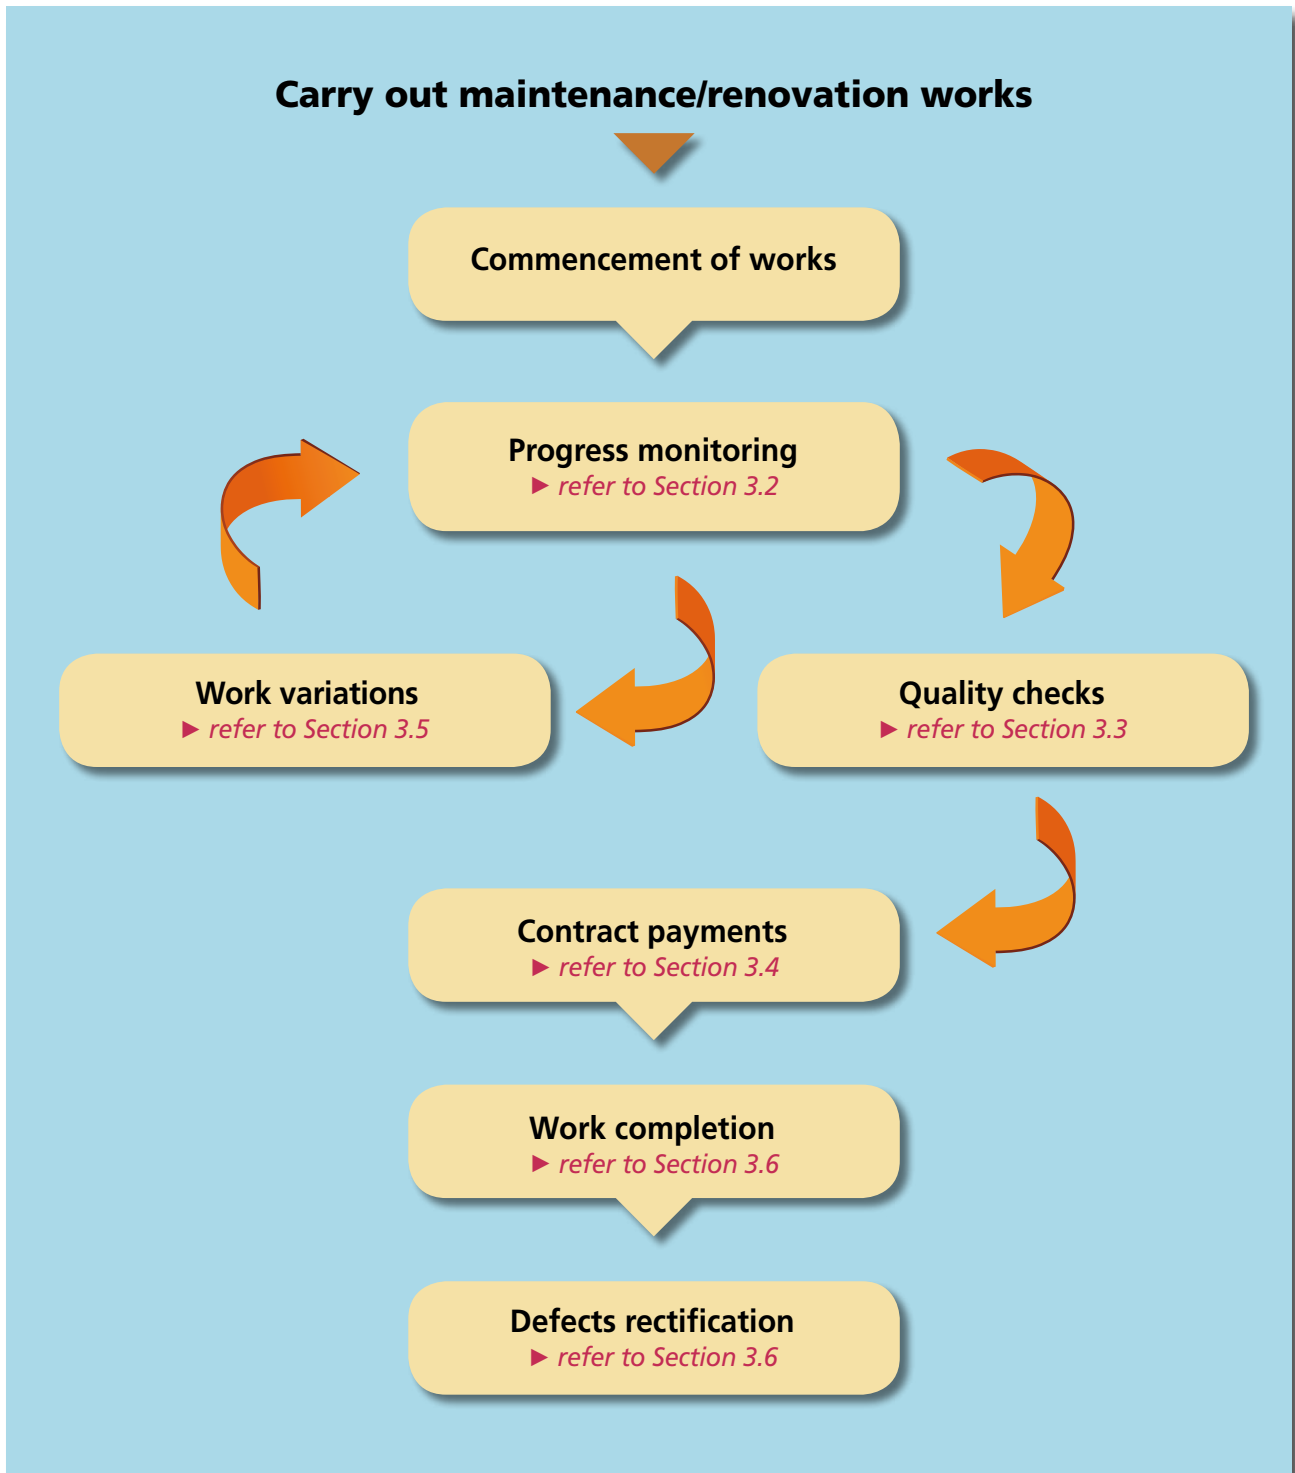 Carry out maintenance/renovation works
Commencement of works
Progress monitoring
► refer to Section 3.2
Work variations
► refer to Section 3.5
Quality checks
► refer to Section 3.3
Contract payments
► refer to Section 3.4
Work completion
► refer to Section 3.6
Defects rectification
► refer to Section 3.6